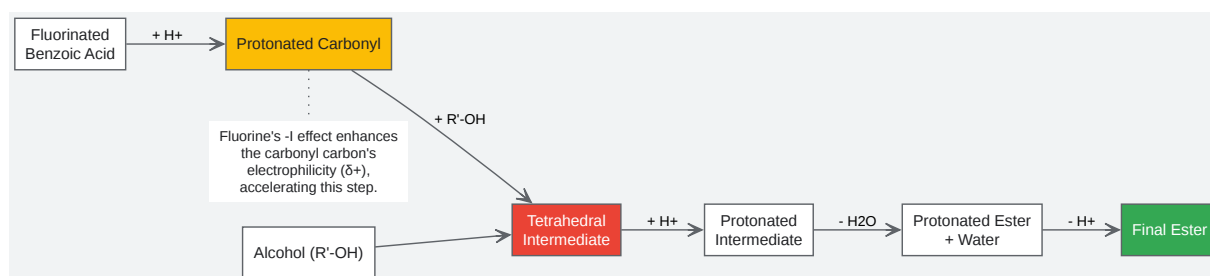 Fluorinated
Benzoic Acid
+ H+
Protonated Carbonyl
Fluorine's -I effect enhances
the carbonyl carbon's
electrophilicity (δ+),
accelerating this step.
+ R'-OH
Alcohol (R'-OH)
Tetrahedral
Intermediate
+ H+
Protonated
Intermediate
- H2O
Protonated Ester
+ Water
- H+
Final Ester